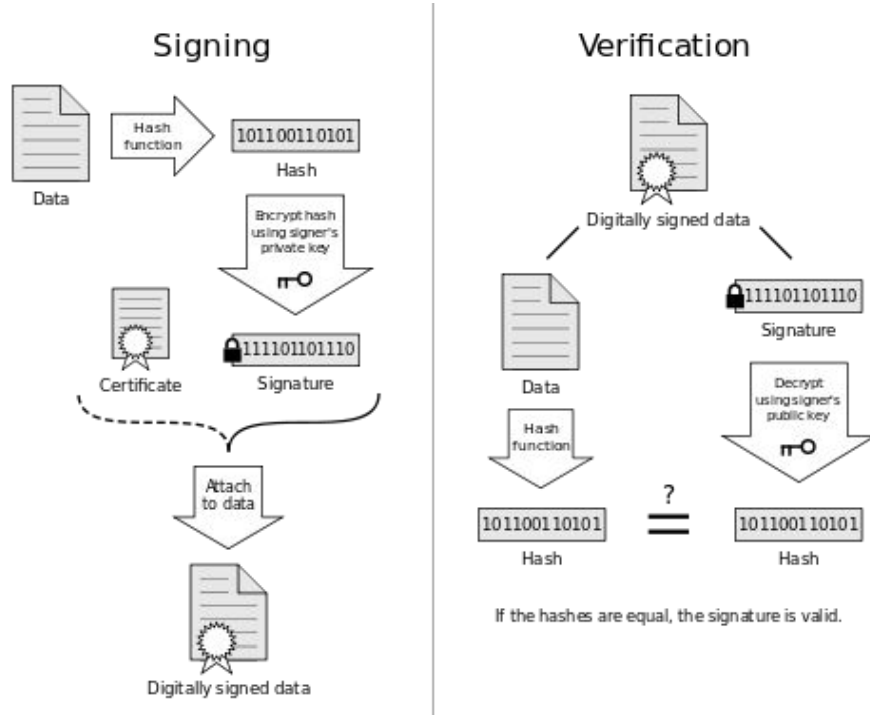 Signing
Hash
function
101100110101
Hash
Data
Encrypt hash
using signer's
private key
111101101110
Certificate
Signature
Attach
to data
Digitally signed data
Verification
Digitally signed data
111101101110
Signature
Data
Hash
function
Decrypt
using signer's
public key
101100110101
Hash
?
=
101100110101
Hash
If the hashes are equal, the signature is valid.